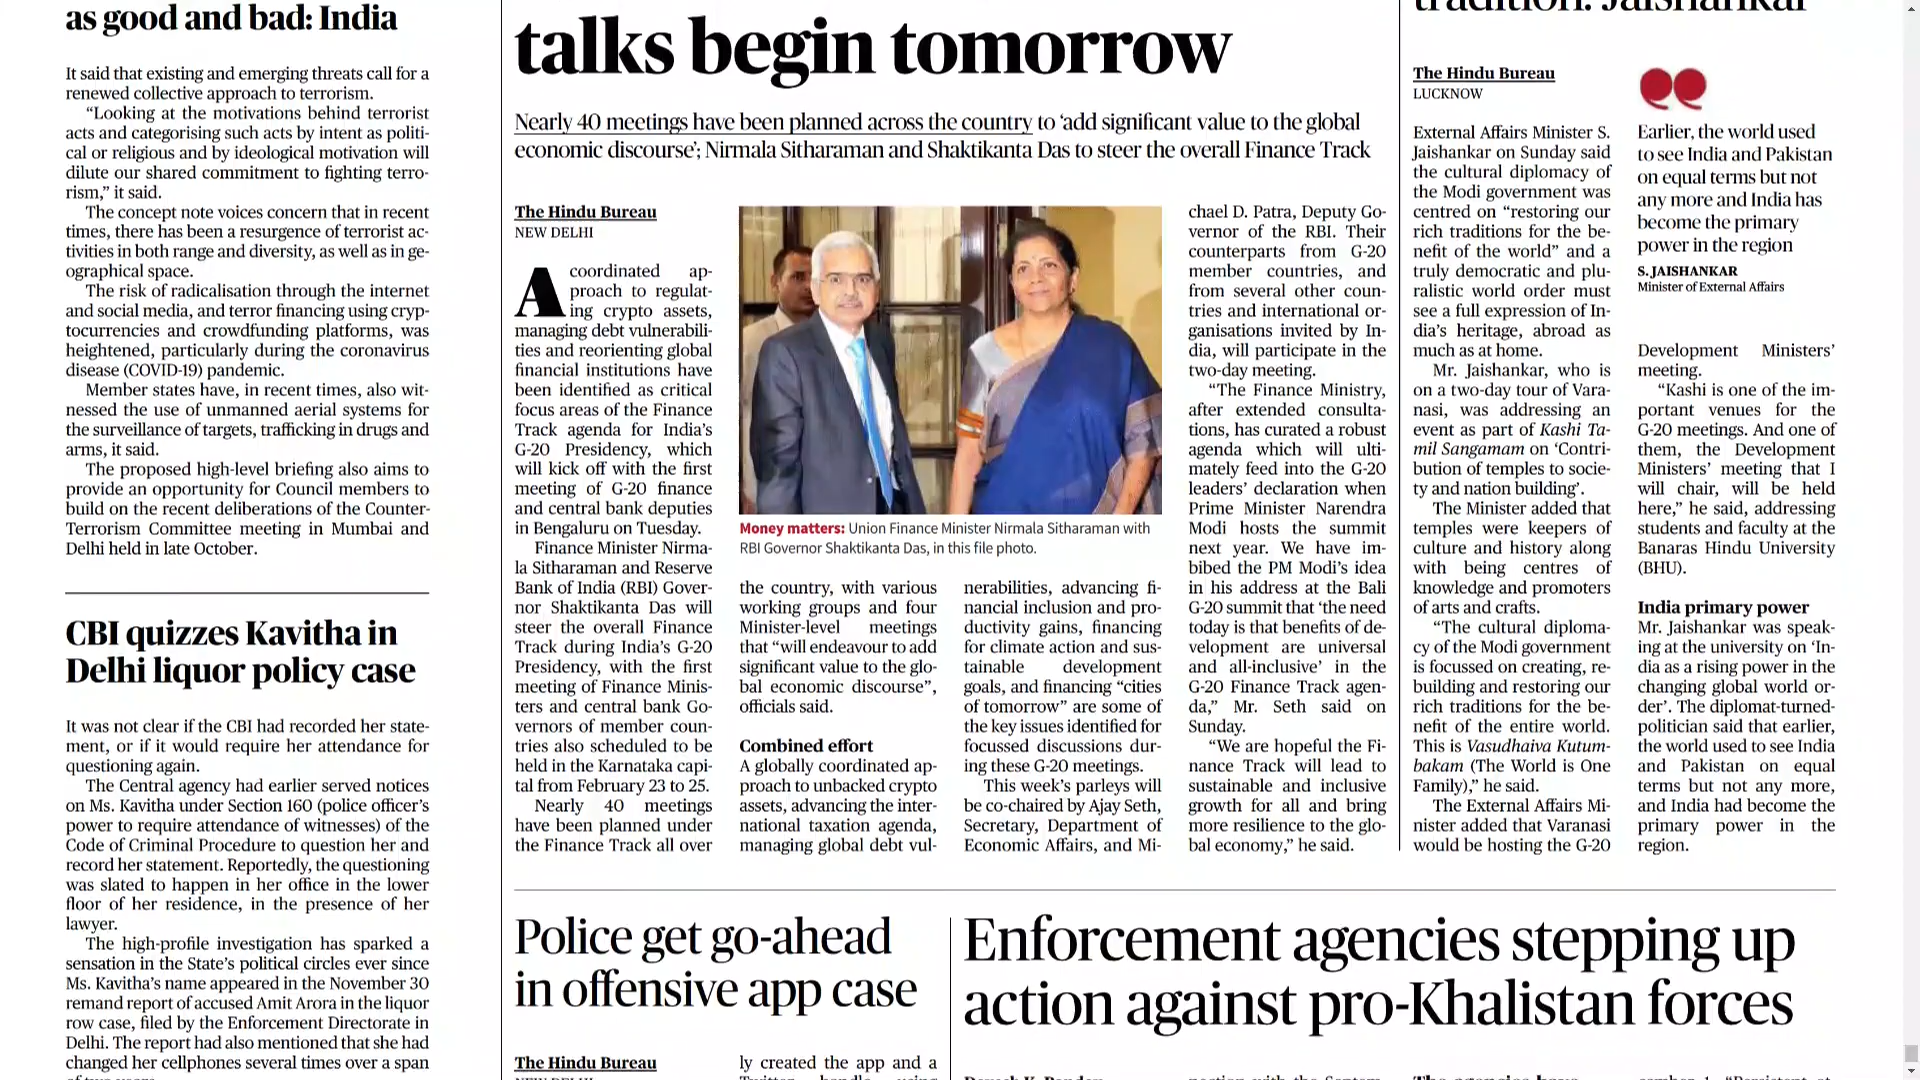 as good and bad: India
It said that existing and emerging threats call for a
renewed collective approach to terrorism.
“Looking at the motivations behind terrorist
acts and categorising such acts by intent as politi-
cal or religious and by ideological motivation will
dilute our shared commitment to fighting terro-
rism,” it said.
The concept note voices concern that in recent
times, there has been a resurgence of terrorist ac-
tivities in both range and diversity, as well as in ge-
ographical space.
The risk of radicalisation through the internet
and social media, and terror financing using cryp-
tocurrencies and crowdfunding platforms, was
heightened, particularly during the coronavirus
disease (COVID-19) pandemic.
Member states have, in recent times, also wit-
nessed the use of unmanned aerial systems for
the surveillance of targets, trafficking in drugs and
arms, it said.
The proposed high-level briefing also aims to
provide an opportunity for Council members to
build on the recent deliberations of the Counter-
Terrorism Committee meeting in Mumbai and
Delhi held in late October.
CBI quizzes Kavitha in
Delhi liquor policy case
It was not clear if the CBI had recorded her state-
ment, or if it would require her attendance for
questioning again.
The Central agency had earlier served notices
on Ms. Kavitha under Section 160 (police officer’s
power to require attendance of witnesses) of the
Code of Criminal Procedure to question her and
record her statement. Reportedly, the questioning
was slated to happen in her office in the lower
floor of her residence, in the presence of her
lawyer.
The high-profile investigation has sparked a
sensation in the State’s political circles ever since
Ms. Kavitha’s name appeared in the November 30
remand report of accused Amit Arora in the liquor
row case, filed by the Enforcement Directorate in
Delhi. The report had also mentioned that she had
changed her cellphones several times over a span
talks begin tomorrow
Nearly 40 meetings have been planned across the country to ‘add significant value to the global
economic discourse’; Nirmala Sitharaman and Shaktikanta Das to steer the overall Finance Track
The Hindu Bureau
NEW DELHI
A coordinated ap-
proach to regulat-
ing crypto assets,
managing debt vulnerabili-
ties and reorienting global
financial institutions have
been identified as critical
focus areas of the Finance
Track agenda for India’s
G-20 Presidency, which
will kick off with the first
meeting of G-20 finance
and central bank deputies
in Bengaluru on Tuesday.
Finance Minister Nirma-
la Sitharaman and Reserve
Bank of India (RBI) Gover-
nor Shaktikanta Das will
steer the overall Finance
Track during India’s G-20
Presidency, with the first
meeting of Finance Minis-
ters and central bank Go-
vernors of member coun-
tries also scheduled to be
held in the Karnataka capi-
tal from February 23 to 25.
Nearly 40 meetings
have been planned under
the Finance Track all over
Money matters: Union Finance Minister Nirmala Sitharaman with
RBI Governor Shaktikanta Das, in this file photo.
the country, with various
working groups and four
Minister-level meetings
that “will endeavour to add
significant value to the glo-
bal economic discourse”,
officials said.
Combined effort
A globally coordinated ap-
proach to unbacked crypto
assets, advancing the inter-
national taxation agenda,
managing global debt vul-
nerabilities, advancing fi-
nancial inclusion and pro-
ductivity gains, financing
for climate action and sus-
tainable development
goals, and financing “cities
of tomorrow” are some of
the key issues identified for
focussed discussions dur-
ing these G-20 meetings.
This week’s parleys will
be co-chaired by Ajay Seth,
Secretary, Department of
Economic Affairs, and Mi-
chael D. Patra, Deputy Go-
vernor of the RBI. Their
counterparts from G-20
member countries, and
from several other coun-
tries and international or-
ganisations invited by In-
dia, will participate in the
two-day meeting.
“The Finance Ministry,
after extended consulta-
tions, has curated a robust
agenda which will ulti-
mately feed into the G-20
leaders’ declaration when
Prime Minister Narendra
Modi hosts the summit
next year. We have im-
bibed the PM Modi’s idea
in his address at the Bali
G-20 summit that ‘the need
today is that benefits of de-
velopment are universal
and all-inclusive’ in the
G-20 Finance Track agen-
da,” Mr. Seth said on
Sunday.
“We are hopeful the Fi-
nance Track will lead to
sustainable and inclusive
growth for all and bring
more resilience to the glo-
bal economy,” he said.
tradition: Jaishankar
The Hindu Bureau
LUCKNOW
External Affairs Minister S.
Jaishankar on Sunday said
the cultural diplomacy of
the Modi government was
centred on “restoring our
rich traditions for the be-
nefit of the world” and a
truly democratic and plu-
ralistic world order must
see a full expression of In-
dia’s heritage, abroad as
much as at home.
Mr. Jaishankar, who is
on a two-day tour of Vara-
nasi, was addressing an
event as part of Kashi Ta-
mil Sangamam on ‘Contri-
bution of temples to socie-
ty and nation building’.
The Minister added that
temples were keepers of
culture and history along
with being centres of
knowledge and promoters
of arts and crafts.
“The cultural diploma-
cy of the Modi government
is focussed on creating, re-
building and restoring our
rich traditions for the be-
nefit of the entire world.
This is Vasudhaiva Kutum-
bakam (The World is One
Family),” he said.
The External Affairs Mi-
nister added that Varanasi
would be hosting the G-20
Earlier, the world used
to see India and Pakistan
on equal terms but not
any more and India has
become the primary
power in the region
S. JAISHANKAR
Minister of External Affairs
Development Ministers’
meeting.
“Kashi is one of the im-
portant venues for the
G-20 meetings. And one of
them, the Development
Ministers’ meeting that I
will chair, will be held
here,” he said, addressing
students and faculty at the
Banaras Hindu University
(BHU).
India primary power
Mr. Jaishankar was speak-
ing at the university on ‘In-
dia as a rising power in the
changing global world or-
der’. The diplomat-turned-
politician said that earlier,
the world used to see India
and Pakistan on equal
terms but not any more,
and India had become the
primary power in the
region.
Police get go-ahead
in offensive app case
The Hindu Bureau
ly created the app and a
Enforcement agencies stepping up
action against pro-Khalistan forces